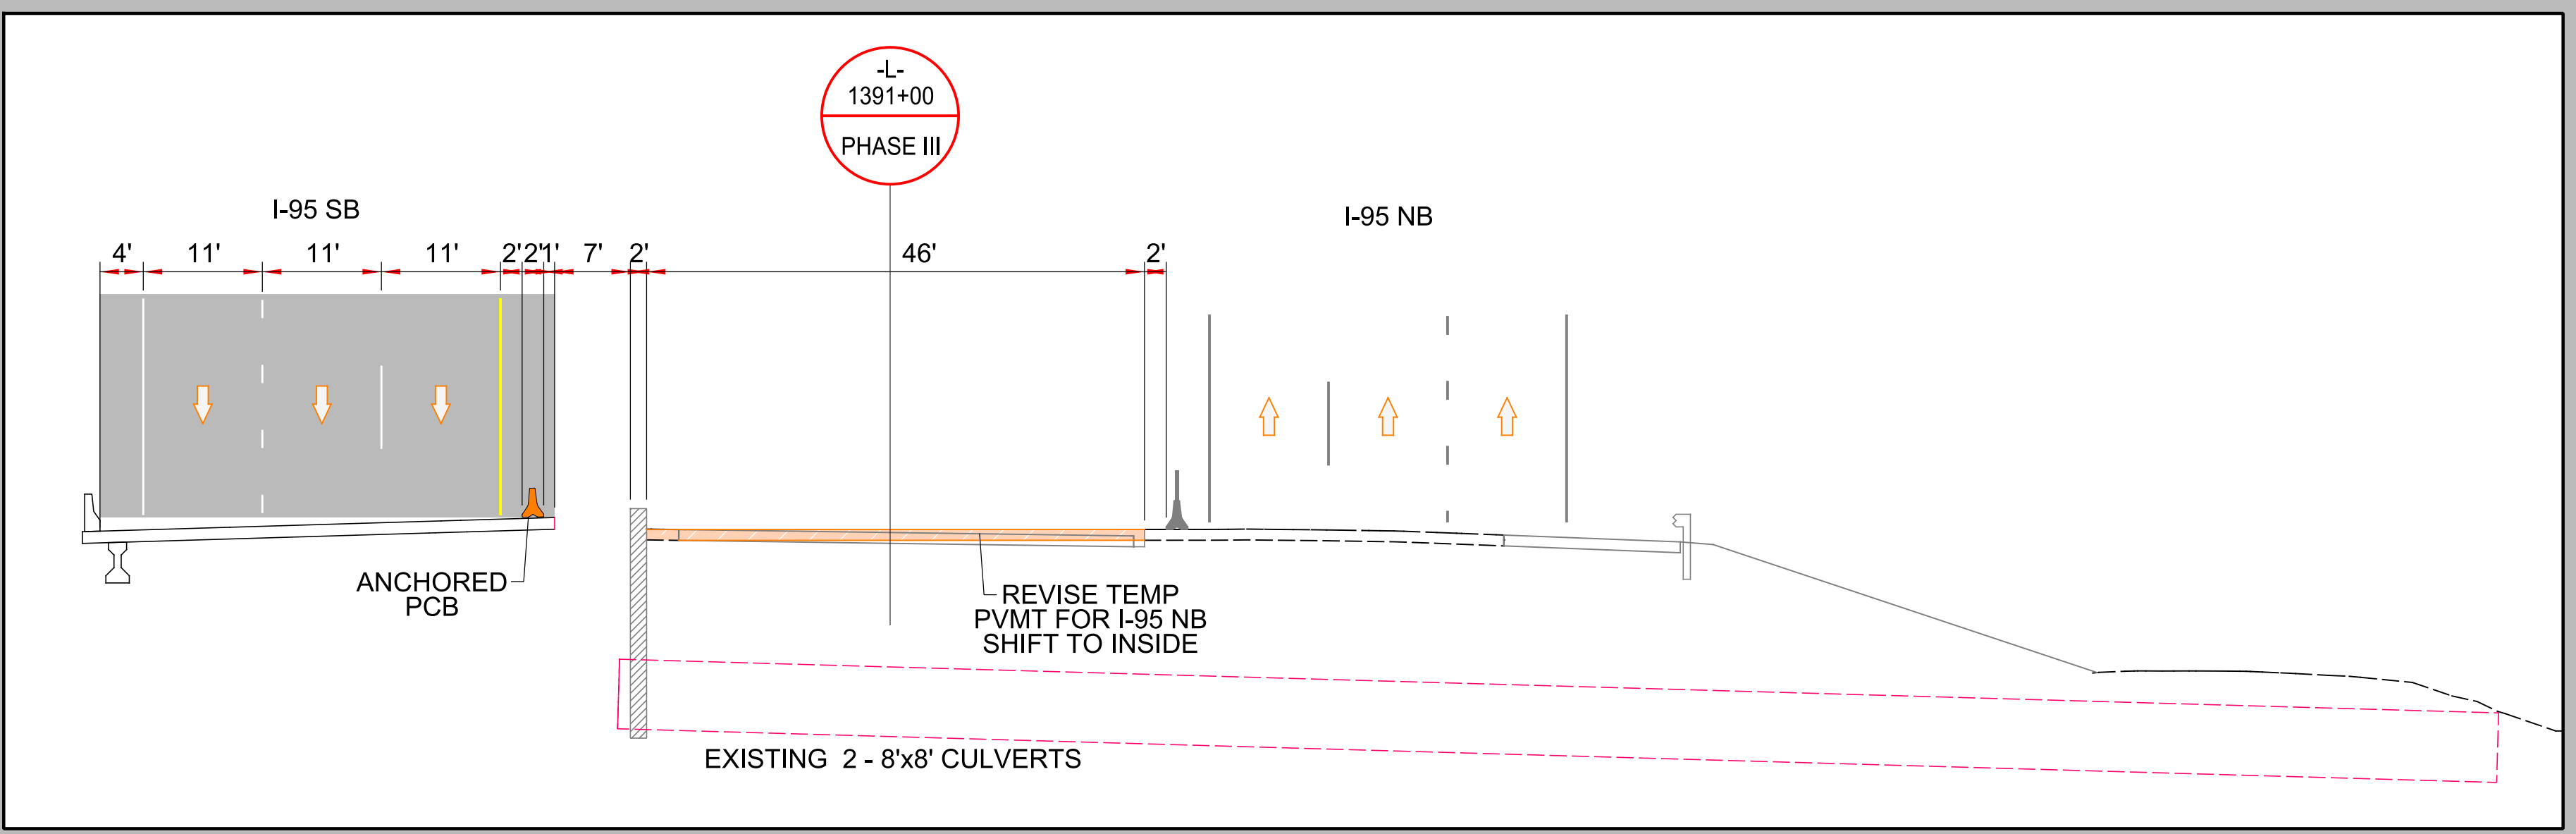 -L-
1391+00
PHASE III
I-95 SB
I-95 NB
4' 11' 11' 11' 2' 2' 1' 7' 2' 46' 2'
ANCHORED
PCB
REVISE TEMP
PVMT FOR I-95 NB
SHIFT TO INSIDE
EXISTING 2 - 8'x8' CULVERTS